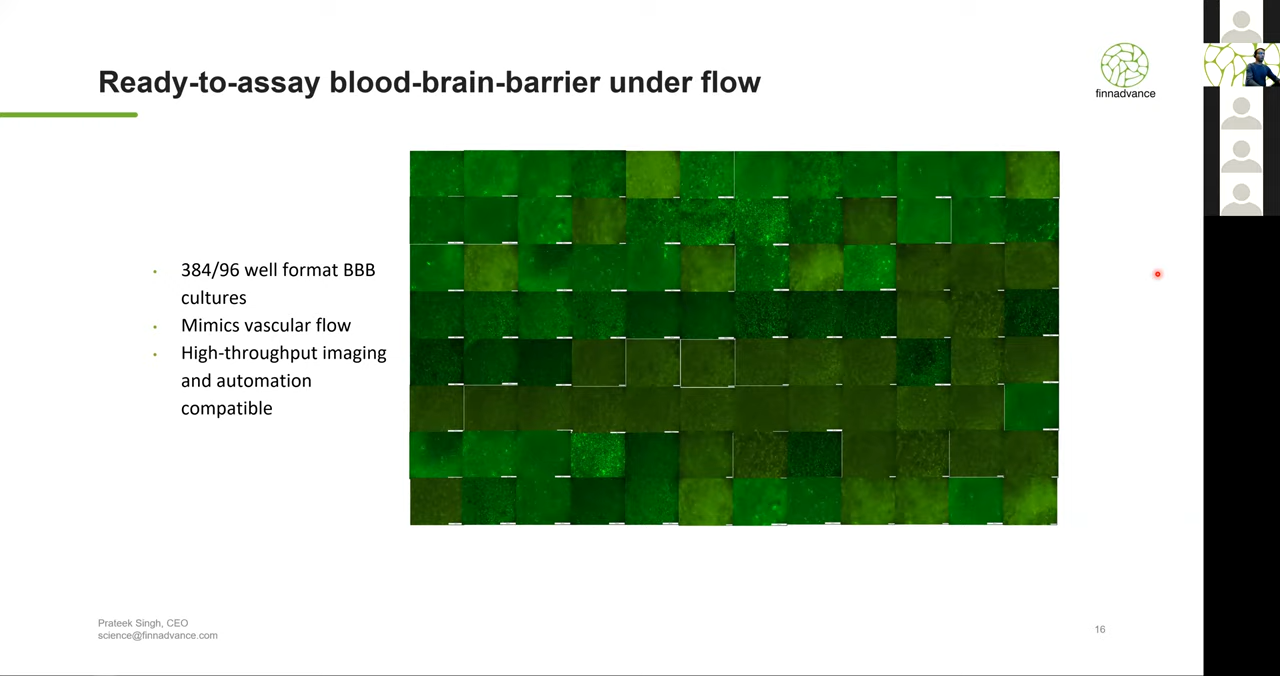 Ready-to-assay blood-brain-barrier under flow
finnadvance
384/96 well format BBB
cultures
Mimics vascular flow
High-throughput imaging
and automation
compatible
Prateek Singh, CEO
science@finnadvance.com
16